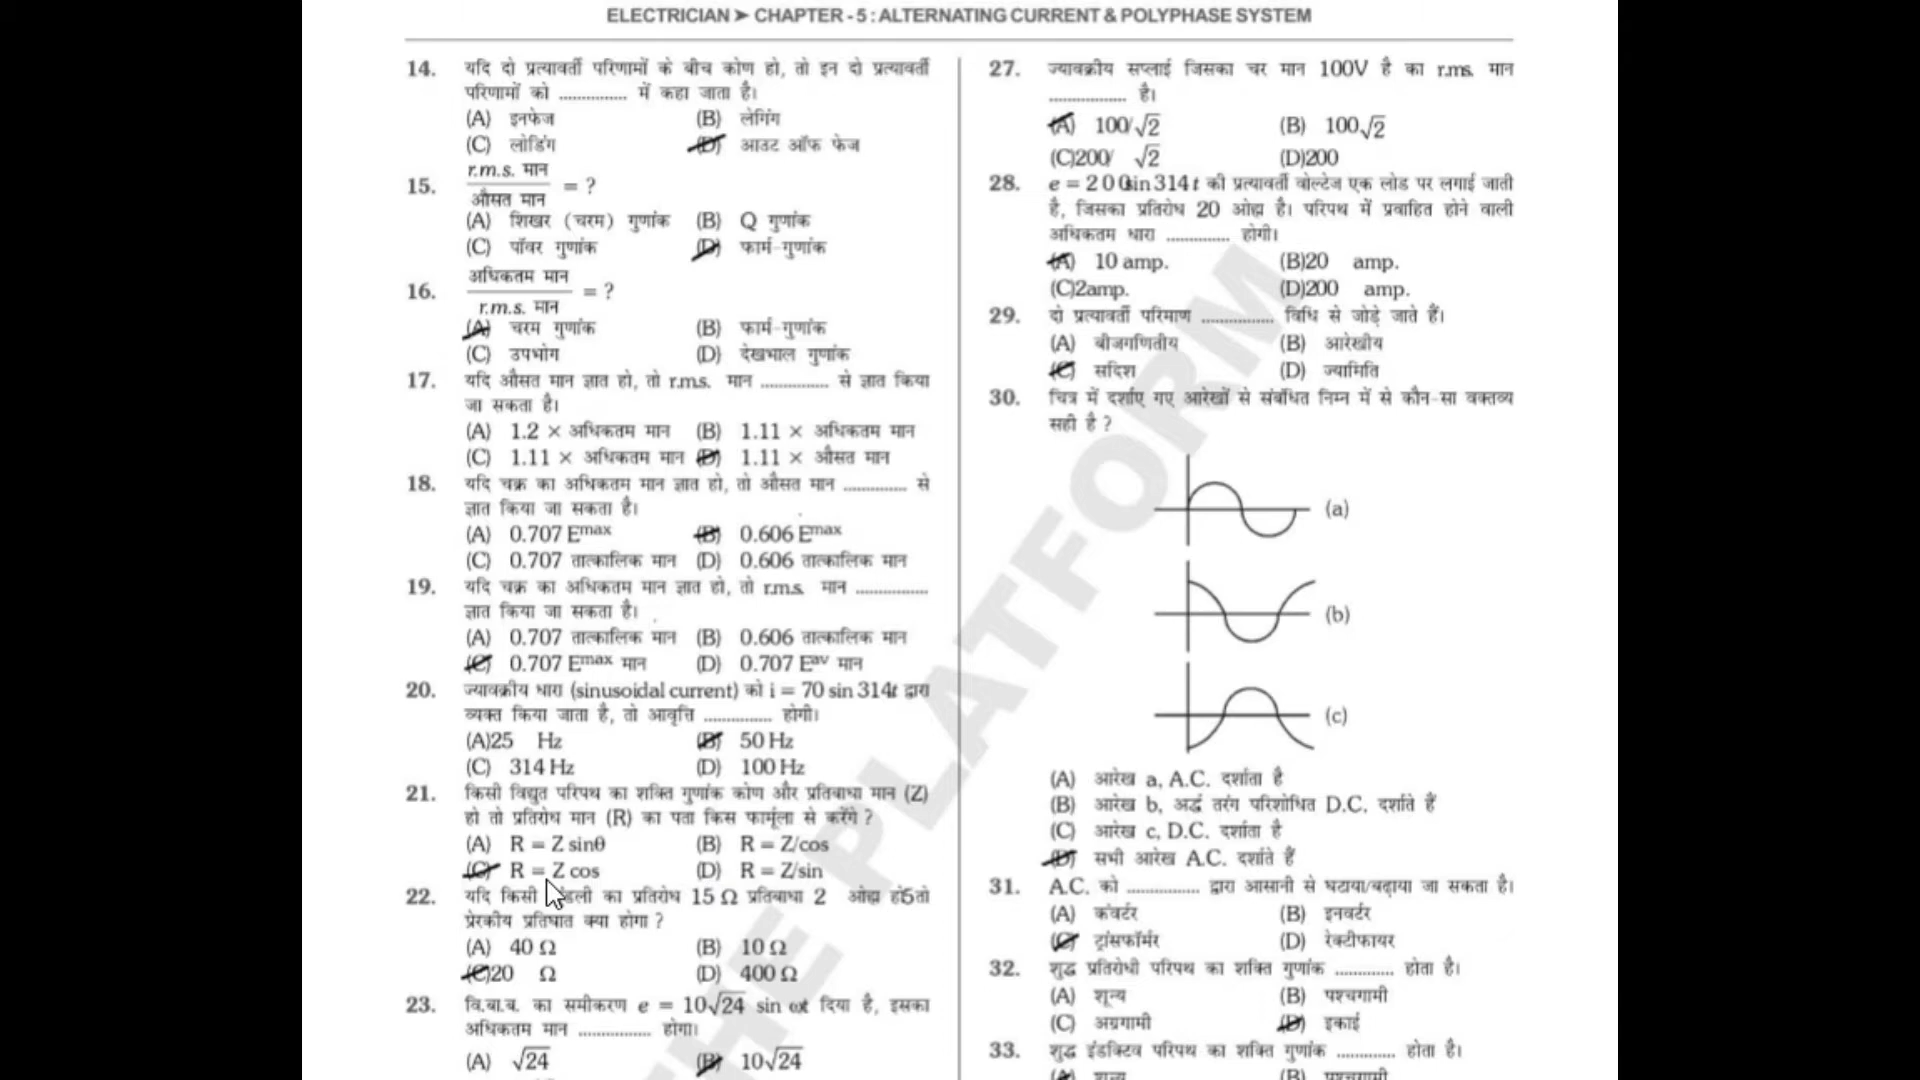 ELECTRICIAN ➤ CHAPTER - 5 : ALTERNATING CURRENT & POLYPHASE SYSTEM
14. यदि दो प्रत्यावर्ती परिणामों के बीच कोण हो, तो इन दो प्रत्यावर्ती
परिणामों को ............... में कहा जाता है।
(A) इनफेज (B) लेगिंग
(C) लोडिंग (D) आउट ऑफ फेज
15. r.m.s. मान / औसत मान = ?
(A) शिखर (चरम) गुणांक (B) Q गुणांक
(C) पॉवर गुणांक (D) फार्म-गुणांक
16. अधिकतम मान / r.m.s. मान = ?
(A) चरम गुणांक (B) फार्म-गुणांक
(C) उपभोग (D) देखभाल गुणांक
17. यदि औसत मान ज्ञात हो, तो r.m.s. मान ............... से ज्ञात किया
जा सकता है।
(A) 1.2 × अधिकतम मान (B) 1.11 × अधिकतम मान
(C) 1.11 × अधिकतम मान (D) 1.11 × औसत मान
18. यदि चक्र का अधिकतम मान ज्ञात हो, तो औसत मान .............. से
ज्ञात किया जा सकता है।
(A) 0.707 Emax (B) 0.606 Emax
(C) 0.707 तात्कालिक मान (D) 0.606 तात्कालिक मान
19. यदि चक्र का अधिकतम मान ज्ञात हो, तो r.m.s. मान ................
ज्ञात किया जा सकता है।
(A) 0.707 तात्कालिक मान (B) 0.606 तात्कालिक मान
(C) 0.707 Emax मान (D) 0.707 Eav मान
20. ज्यावक्रीय धारा (sinusoidal current) को i = 70 sin 314t द्वारा
व्यक्त किया जाता है, तो आवृत्ति ............... होगी।
(A)25 Hz (B) 50 Hz
(C) 314 Hz (D) 100 Hz
21. किसी विद्युत परिपथ का शक्ति गुणांक कोण और प्रतिबाधा मान (Z)
हो तो प्रतिरोध मान (R) का पता किस फार्मूला से करेंगे ?
(A) R = Z sinθ (B) R = Z/cos
(C) R = Z cos (D) R = Z/sin
22. यदि किसी का प्रतिरोध 15 Ω प्रतिबाधा 2 ओह्म हो5तो
प्रेरकीय प्रतिघात क्या होगा ?
(A) 40 Ω (B) 10 Ω
(C)20 Ω (D) 400 Ω
23. वि.वा.ब. का समीकरण e = 10√24 sin ωt दिया है, इसका
अधिकतम मान ................ होगा।
(A) √24 (B) 10√24
27. ज्यावक्रीय सप्लाई जिसका चर मान 100V है का r.m.s. मान
................. है।
(A) 100/√2 (B) 100√2
(C)200/ √2 (D)200
28. e = 200sin314t की प्रत्यावर्ती वोल्टेज एक लोड पर लगाई जाती
है, जिसका प्रतिरोध 20 ओह्म है। परिपथ में प्रवाहित होने वाली
अधिकतम धारा .............. होगी।
(A) 10 amp. (B)20 amp.
(C)2amp. (D)200 amp.
29. दो प्रत्यावर्ती परिमाण ................ विधि से जोड़े जाते हैं।
(A) बीजगणितीय (B) आरेखीय
(C) सदिश (D) ज्यामिति
30. चित्र में दर्शाए गए आरेखों से संबंधित निम्न में से कौन-सा वक्तव्य
सही है ?
(a)
(b)
(c)
(A) आरेख a, A.C. दर्शाता है
(B) आरेख b, अर्द्ध तरंग परिशोधित D.C. दर्शाते हैं
(C) आरेख c, D.C. दर्शाता है
(D) सभी आरेख A.C. दर्शाते हैं
31. A.C. को ................ द्वारा आसानी से घटाया/बढ़ाया जा सकता है।
(A) कंवर्टर (B) इनवर्टर
(C) ट्रांसफॉर्मर (D) रेक्टीफायर
32. शुद्ध प्रतिरोधी परिपथ का शक्ति गुणांक ............. होता है।
(A) शून्य (B) पश्चगामी
(C) अग्रगामी (D) इकाई
33. शुद्ध इंडक्टिव परिपथ का शक्ति गुणांक ............. होता है।
(A) शून्य (B) पश्चगामी
THE PLATFORM